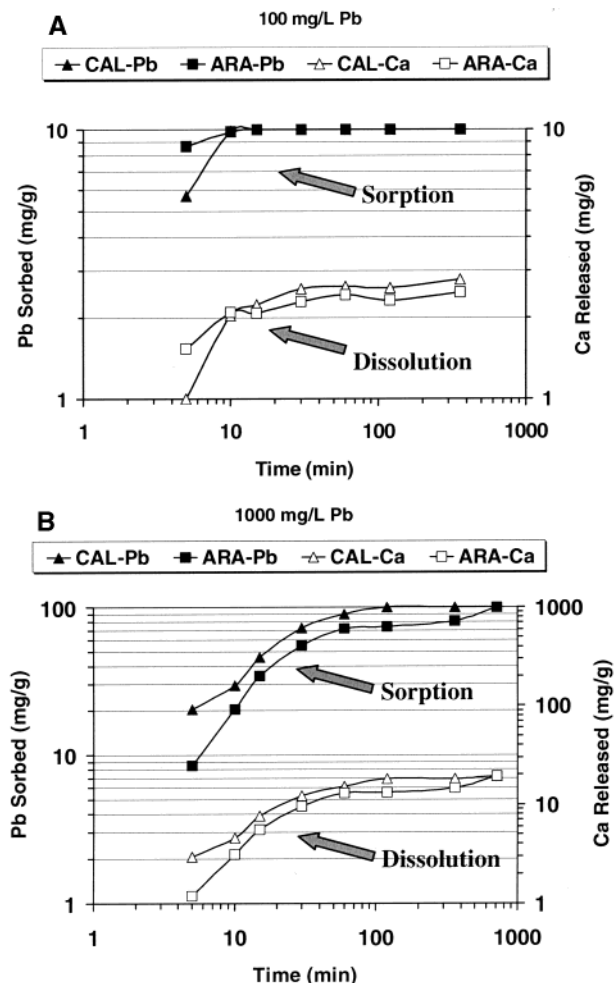 A
100 mg/L Pb
CAL-Pb ARA-Pb CAL-Ca ARA-Ca
10
10
Sorption
Dissolution
Pb Sorbed (mg/g)
Ca Released (mg/g)
1
1
1 10 100 1000
Time (min)
B
1000 mg/L Pb
CAL-Pb ARA-Pb CAL-Ca ARA-Ca
100
1000
Sorption
100
10
10
Dissolution
Pb Sorbed (mg/g)
Ca Released (mg/g)
1
1
1 10 100 1000
Time (min)